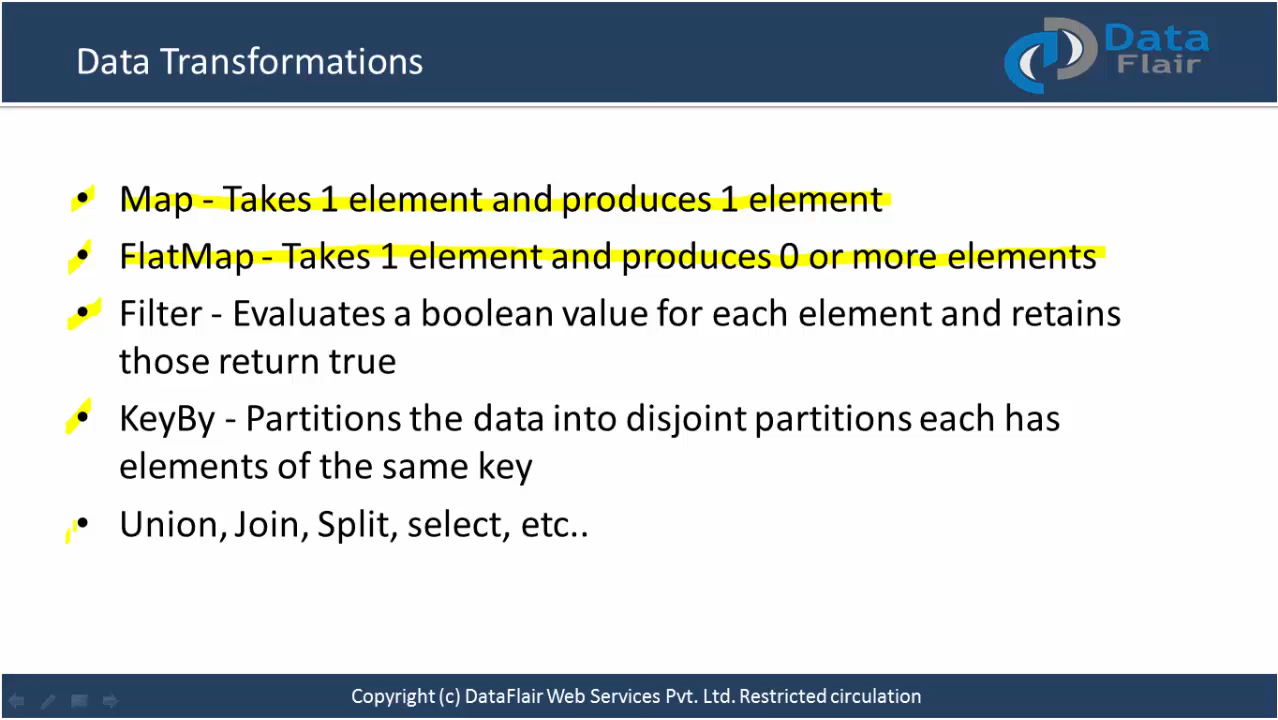 Data Transformations
Data
Flair
• Map - Takes 1 element and produces 1 element
• FlatMap - Takes 1 element and produces 0 or more elements
• Filter - Evaluates a boolean value for each element and retains
those return true
• KeyBy - Partitions the data into disjoint partitions each has
elements of the same key
• Union, Join, Split, select, etc..
Copyright (c) DataFlair Web Services Pvt. Ltd. Restricted circulation